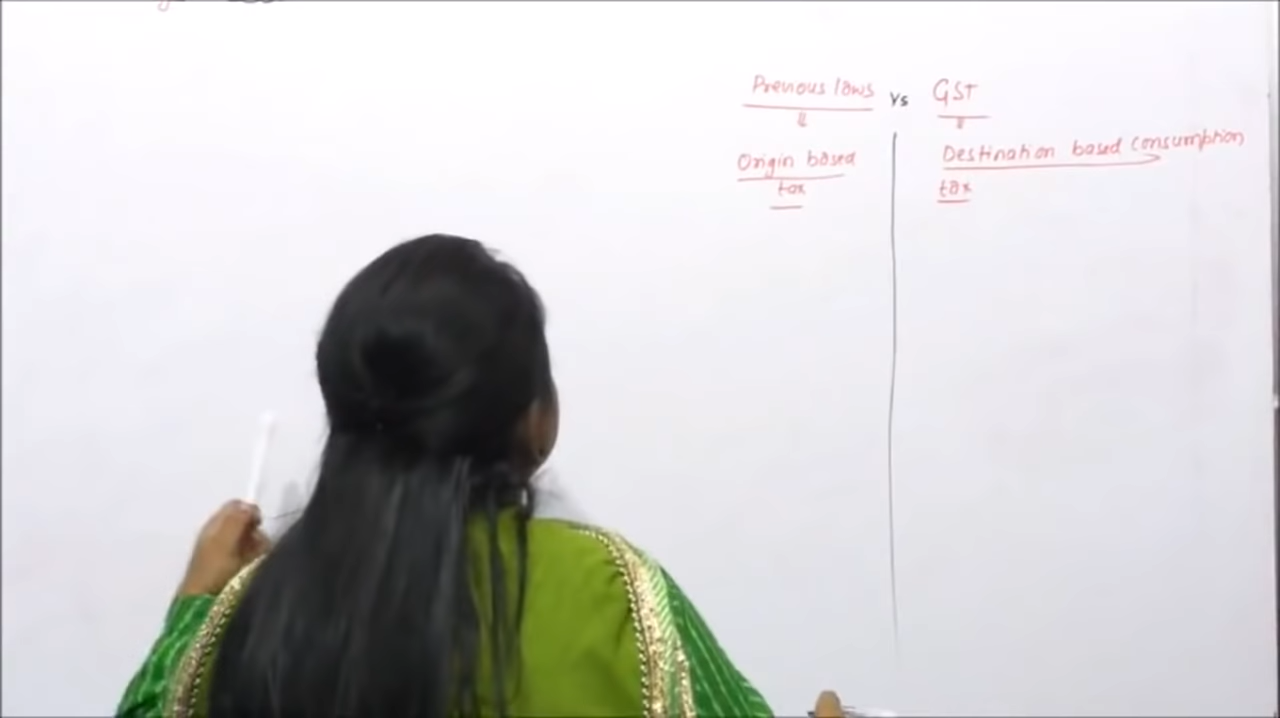 Previous laws Vs GST
Origin based
tax
Destination based consumption
tax